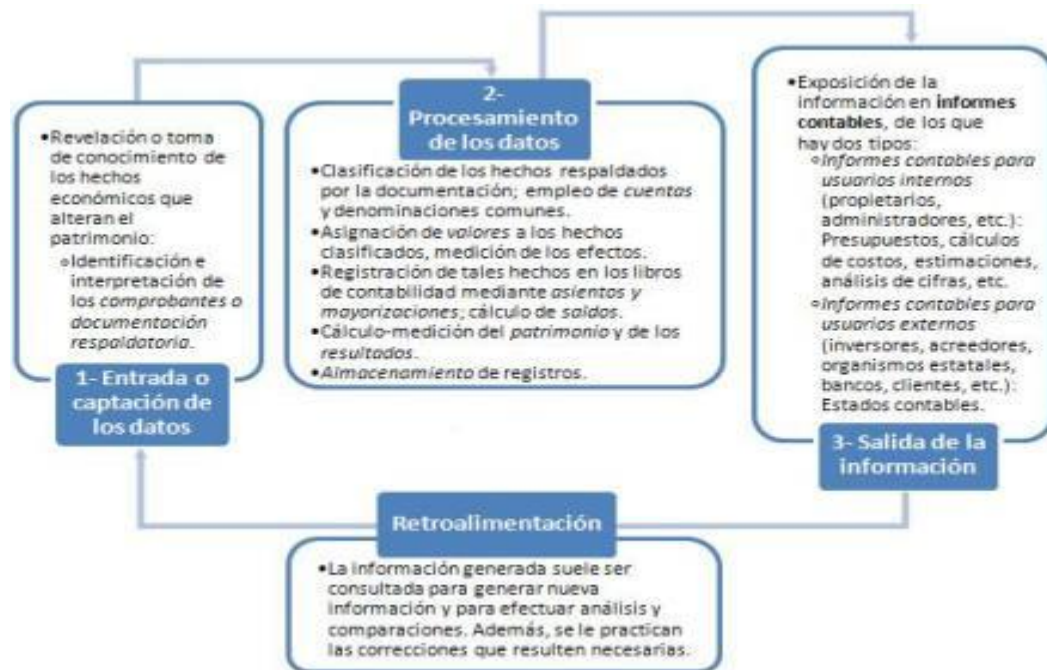 •Revelación o toma
de conocimiento de
los hechos
económicos que
alteran el
patrimonio:
○Identificación e
interpretación de
los comprobantes o
documentación
respaldatoria.
1- Entrada o
captación de
los datos
2-
Procesamiento
de los datos
•Clasificación de los hechos respaldados
por la documentación; empleo de cuentas
y denominaciones comunes.
•Asignación de valores a los hechos
clasificados, medición de los efectos.
•Registración de tales hechos en los libros
de contabilidad mediante asientos y
mayorizaciones; cálculo de saldos.
•Cálculo-medición del patrimonio y de los
resultados.
•Almacenamiento de registros.
•Exposición de la
información en informes
contables, de los que
hay dos tipos:
○Informes contables para
usuarios internos
(propietarios,
administradores, etc.):
Presupuestos, cálculos
de costos, estimaciones,
análisis de cifras, etc.
○Informes contables para
usuarios externos
(inversores, acreedores,
organismos estatales,
bancos, clientes, etc.):
Estados contables.
3- Salida de la
información
Retroalimentación
•La información generada suele ser
consultada para generar nueva
información y para efectuar análisis y
comparaciones. Además, se le practican
las correcciones que resulten necesarias.